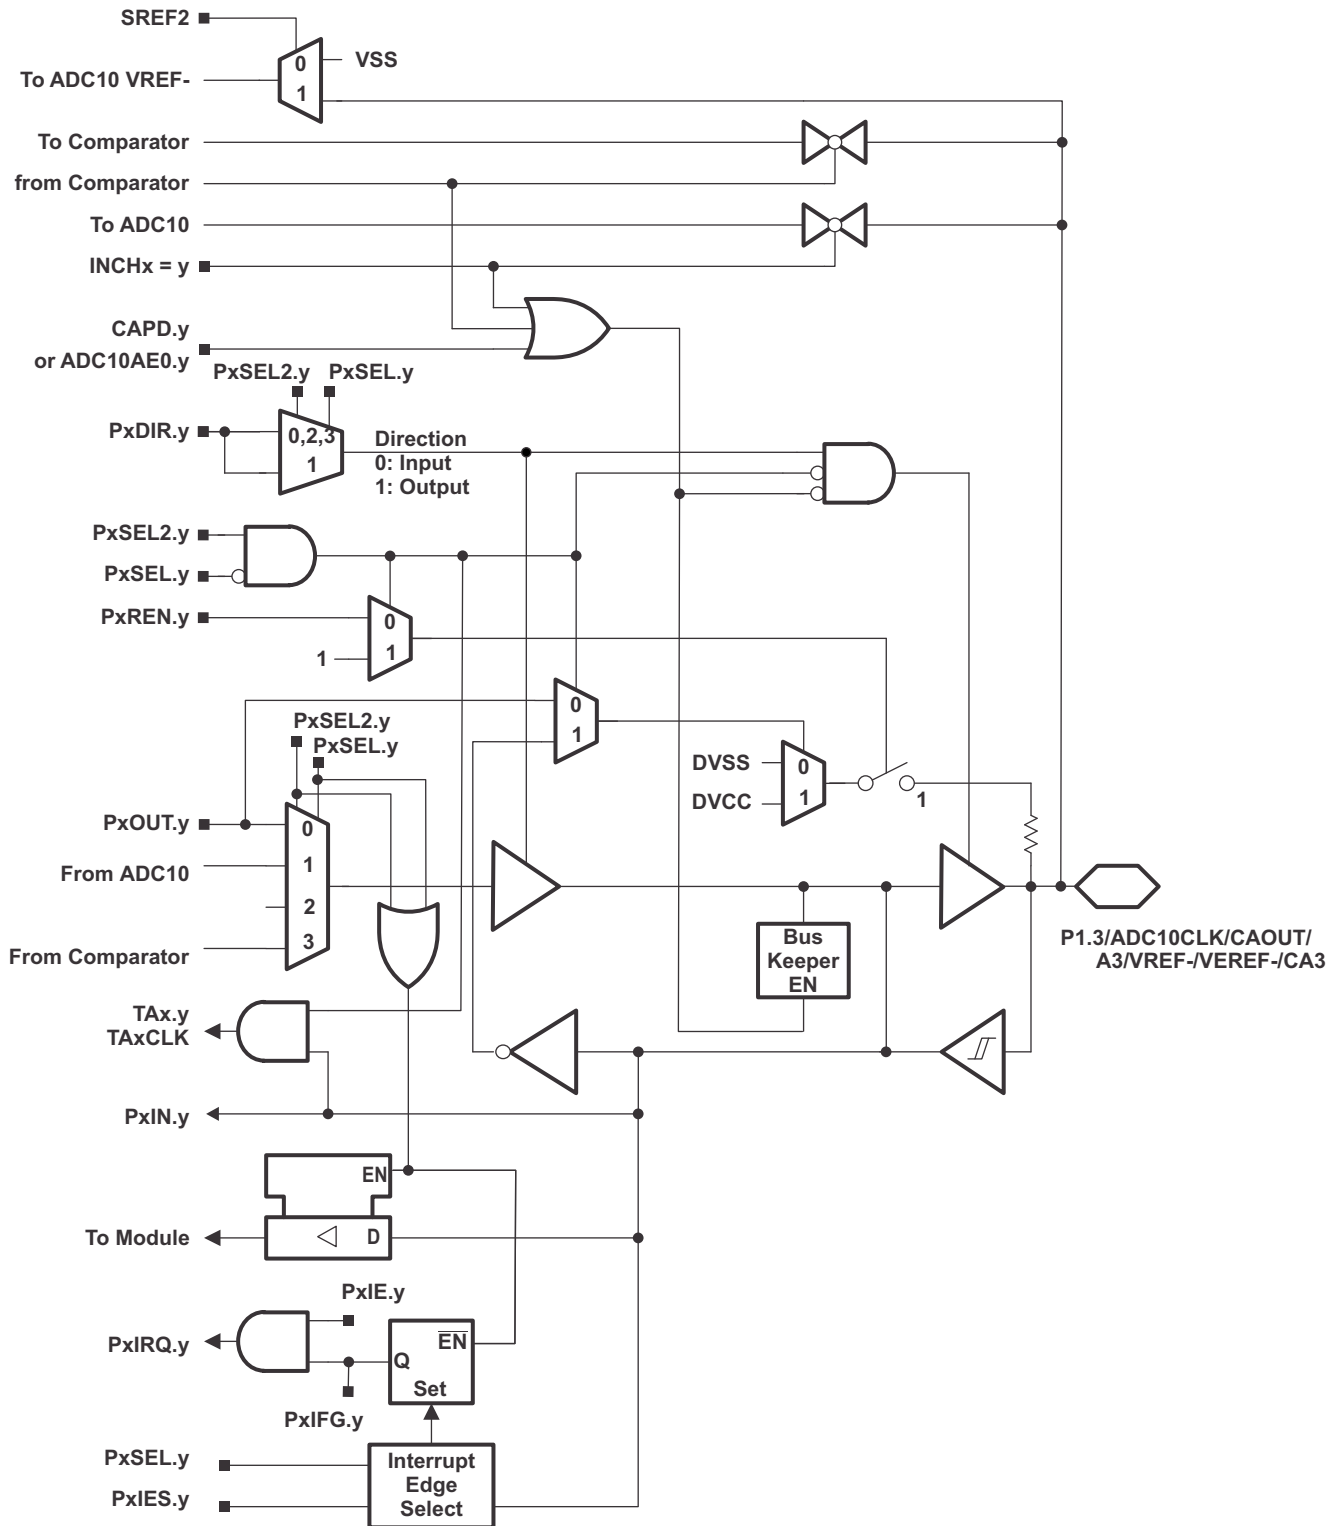 SREF2
0
VSS
To ADC10 VREF-
1
To Comparator
from Comparator
To ADC10
INCHx = y
CAPD.y
or ADC10AE0.y
PxSEL2.y
PxSEL.y
PxDIR.y
0,2,3
1
Direction
0: Input
1: Output
PxSEL2.y
PxSEL.y
PxREN.y
0
1
1
0
1
PxSEL2.y
PxSEL.y
DVSS
0
DVCC
1
1
PxOUT.y
0
From ADC10
1
2
From Comparator
3
Bus
Keeper
EN
P1.3/ADC10CLK/CAOUT/
A3/VREF-/VEREF-/CA3
TAx.y
TAxCLK
PxIN.y
EN
To Module
D
PxIE.y
PxIRQ.y
EN
Q
Set
PxIFG.y
PxSEL.y
PxIES.y
Interrupt
Edge
Select